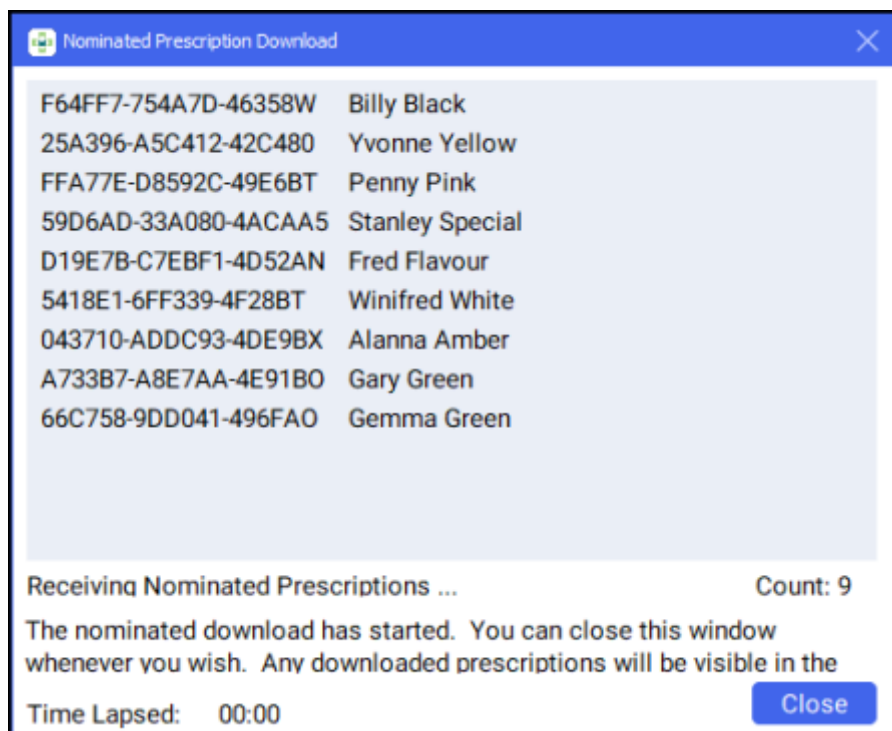 Nominated Prescription Download
F64FF7-754A7D-46358W Billy Black
25A396-A5C412-42C480 Yvonne Yellow
FFA77E-D8592C-49E6BT Penny Pink
59D6AD-33A080-4ACAA5 Stanley Special
D19E7B-C7EBF1-4D52AN Fred Flavour
5418E1-6FF339-4F28BT Winifred White
043710-ADDC93-4DE9BX Alanna Amber
A733B7-A8E7AA-4E91BO Gary Green
66C758-9DD041-496FAO Gemma Green
Receiving Nominated Prescriptions ... Count: 9
The nominated download has started. You can close this window
whenever you wish. Any downloaded prescriptions will be visible in the
Time Lapsed: 00:00 Close